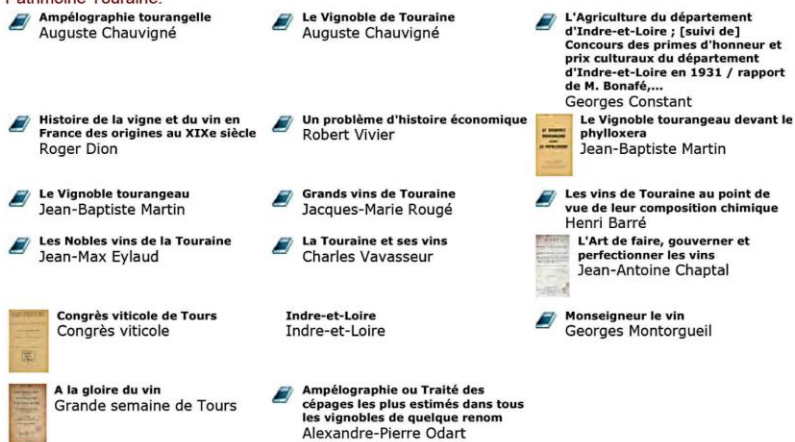 Patrimoine Touraine.
Ampélographie tourangelle
Auguste Chauvigné
Le Vignoble de Touraine
Auguste Chauvigné
L'Agriculture du département
d'Indre-et-Loire ; [suivi de]
Concours des primes d'honneur et
prix culturaux du département
d'Indre-et-Loire en 1931 / rapport
de M. Bonafé,...
Georges Constant
Histoire de la vigne et du vin en
France des origines au XIXe siècle
Roger Dion
Un problème d'histoire économique
Robert Vivier
Le Vignoble tourangeau devant le
phylloxera
Jean-Baptiste Martin
Le Vignoble tourangeau
Jean-Baptiste Martin
Grands vins de Touraine
Jacques-Marie Rougé
Les vins de Touraine au point de
vue de leur composition chimique
Henri Barré
Les Nobles vins de la Touraine
Jean-Max Eylaud
La Touraine et ses vins
Charles Vavasseur
L'Art de faire, gouverner et
perfectionner les vins
Jean-Antoine Chaptal
Congrès viticole de Tours
Congrès viticole
Indre-et-Loire
Indre-et-Loire
Monseigneur le vin
Georges Montorgueil
A la gloire du vin
Grande semaine de Tours
Ampélographie ou Traité des
cépages les plus estimés dans tous
les vignobles de quelque renom
Alexandre-Pierre Odart